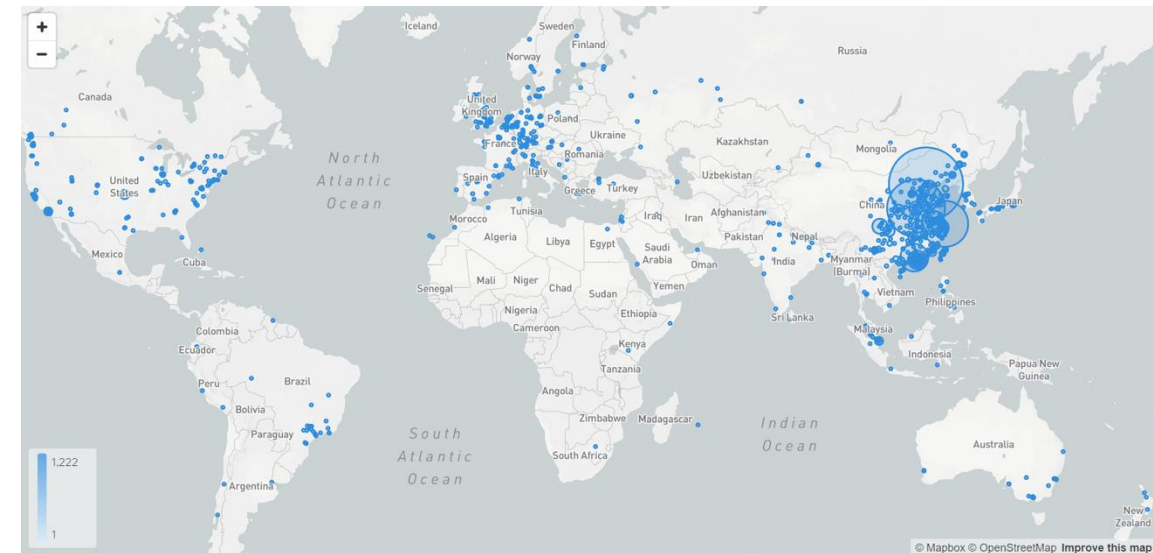 +
−
Iceland
Sweden
Finland
Norway
Russia
Canada
United
Kingdom
Poland
Ukraine
France
Romania
Kazakhstan
Mongolia
North
Atlantic
Ocean
United
States
Spain
Italy
Greece
Turkey
Uzbekistan
China
Japan
Morocco
Tunisia
Iraq
Iran
Afghanistan
Mexico
Cuba
Algeria
Libya
Egypt
Saudi
Arabia
Pakistan
Nepal
India
Myanmar
(Burma)
Oman
Senegal
Mali
Niger
Chad
Sudan
Yemen
Vietnam
Philippines
Nigeria
Ethiopia
Sri Lanka
Cameroon
Colombia
Malaysia
Ecuador
Kenya
Indonesia
Papua New
Guinea
Tanzania
Peru
Brazil
Angola
Bolivia
Zimbabwe
Madagascar
Indian
Ocean
Paraguay
South
Atlantic
Ocean
South Africa
Australia
1,222
Argentina
New
Zealand
1
© Mapbox © OpenStreetMap Improve this map